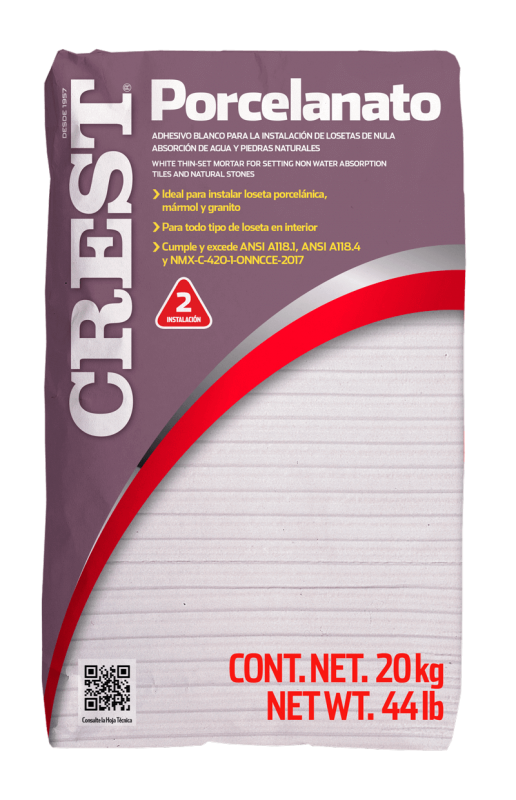 DESDE 1957
CREST®
Porcelanato
ADHESIVO BLANCO PARA LA INSTALACIÓN DE LOSETAS DE NULA
ABSORCIÓN DE AGUA Y PIEDRAS NATURALES
WHITE THIN-SET MORTAR FOR SETTING NON WATER ABSORPTION
TILES AND NATURAL STONES
Ideal para instalar loseta porcelánica,
mármol y granito
Para todo tipo de loseta en interior
Cumple y excede ANSI A118.1, ANSI A118.4
y NMX-C-420-1-ONNCCE-2017
2
INSTALACIÓN
CONT. NET. 20 kg
NET WT. 44 lb
Consulte la Hoja Técnica